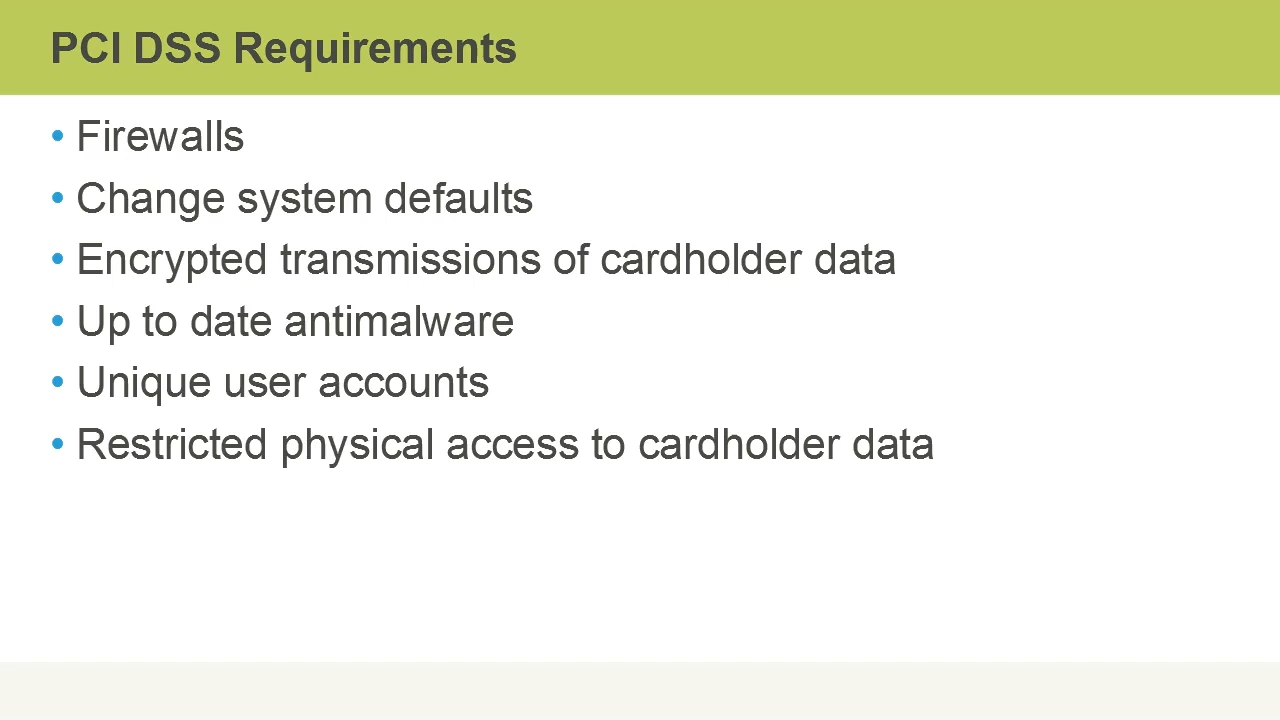 PCI DSS Requirements
• Firewalls
• Change system defaults
• Encrypted transmissions of cardholder data
• Up to date antimalware
• Unique user accounts
• Restricted physical access to cardholder data